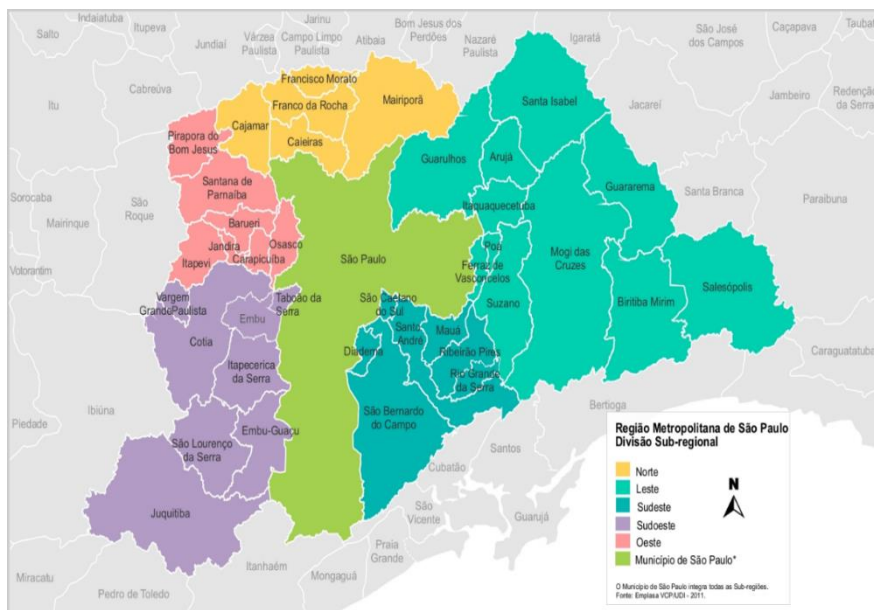 Indaiatuba
Itupeva
Jarinu
Bom Jesus dos
Perdões
Salto
Jundiaí
Várzea
Paulista
Campo Limpo
Paulista
Atibaia
Nazaré
Paulista
Igaratá
São José
dos Campos
Caçapava
Taubaté
Itu
Cabreúva
Francisco Morato
Franco da Rocha
Mairiporã
Santa Isabel
Jacareí
Jambeiro
Redenção
da Serra
Cajamar
Caieiras
Pirapora do
Bom Jesus
Guarulhos
Arujá
Guararema
Santa Branca
Paraibuna
Santana de
Parnaíba
Itaquaquecetuba
Sorocaba
Mairinque
São
Roque
Barueri
Jandira
Osasco
Itapevi
Carapicuíba
São Paulo
Poá
Ferraz de
Vasconcelos
Mogi das
Cruzes
Votorantim
Vargem
GrandePaulista
Taboão da
Serra
São Caetano
do Sul
Suzano
Biritiba Mirim
Salesópolis
Embu
Cotia
Santo
André
Mauá
Diadema
Ribeirão Pires
Itapecerica
da Serra
Rio Grande
da Serra
Caraguatatuba
Piedade
Ibiúna
São Bernardo
do Campo
Bertioga
São Lourenço
da Serra
Embu-Guaçu
Santos
Cubatão
Juquitiba
São
Vicente
Guarujá
Praia
Grande
Itanhaém
Mongaguá
Miracatu
Pedro de Toledo
Região Metropolitana de São Paulo
Divisão Sub-regional
Norte
Leste
Sudeste
Sudoeste
Oeste
Município de São Paulo*
N
O Município de São Paulo integra todas as Sub-regiões.
Fonte: Emplasa VCP/UDI - 2011.